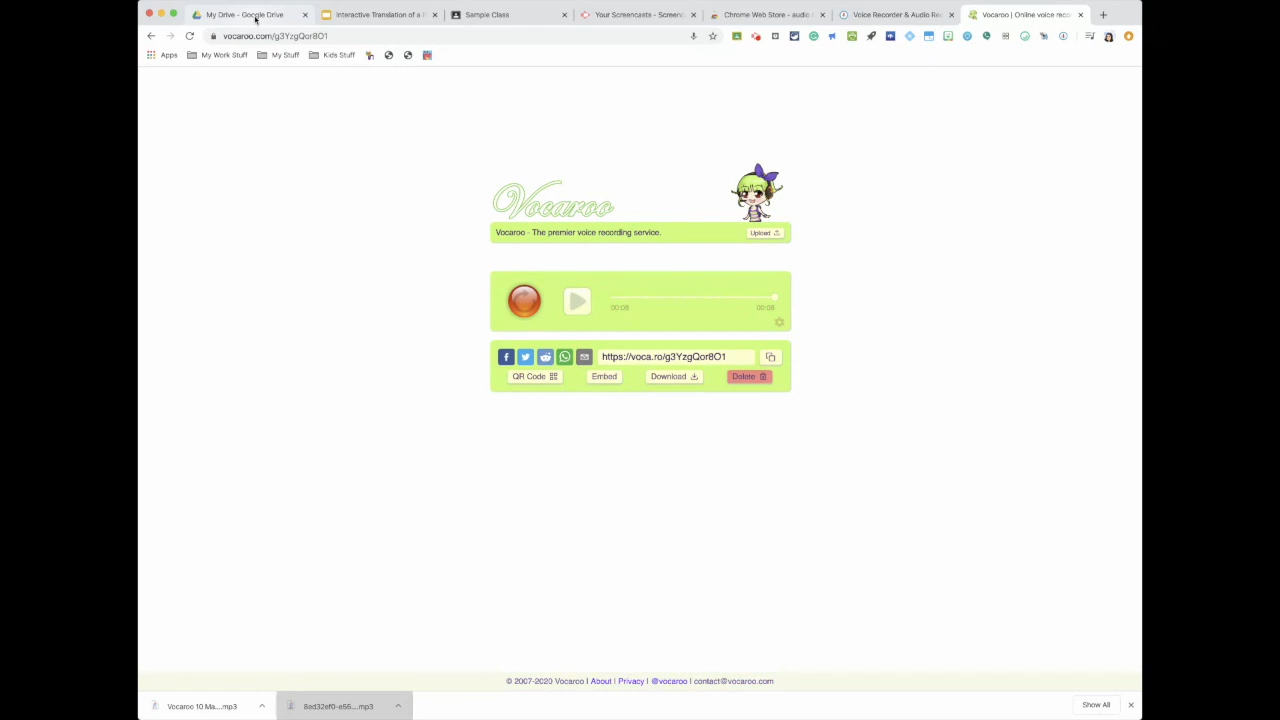 My Drive - Google Drive
Interactive Translation of a
Sample Class
Your Screencasts - Screenc
Chrome Web Store - audio
Voice Recorder & Audio Rec
Vocaroo | Online voice reco
vocaroo.com/g3YzgQor8O1
Apps
My Work Stuff
My Stuff
Kids Stuff
Vocaroo
Vocaroo - The premier voice recording service.
Upload
00:08
00:08
https://voca.ro/g3YzgQor8O1
QR Code
Embed
Download
Delete
© 2007-2020 Vocaroo | About | Privacy | @vocaroo | contact@vocaroo.com
Vocaroo 10 Ma....mp3
8ed32ef0-e55....mp3
Show All